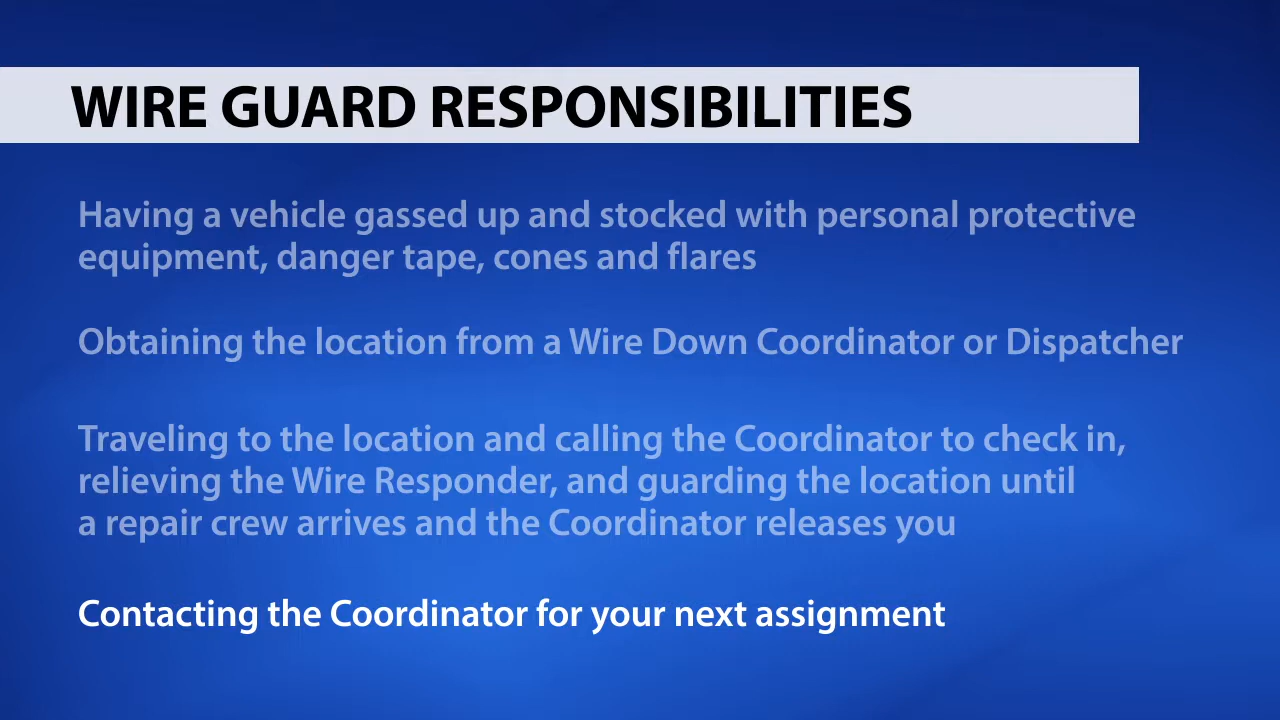 WIRE GUARD RESPONSIBILITIES
Having a vehicle gassed up and stocked with personal protective
equipment, danger tape, cones and flares
Obtaining the location from a Wire Down Coordinator or Dispatcher
Traveling to the location and calling the Coordinator to check in,
relieving the Wire Responder, and guarding the location until
a repair crew arrives and the Coordinator releases you
Contacting the Coordinator for your next assignment